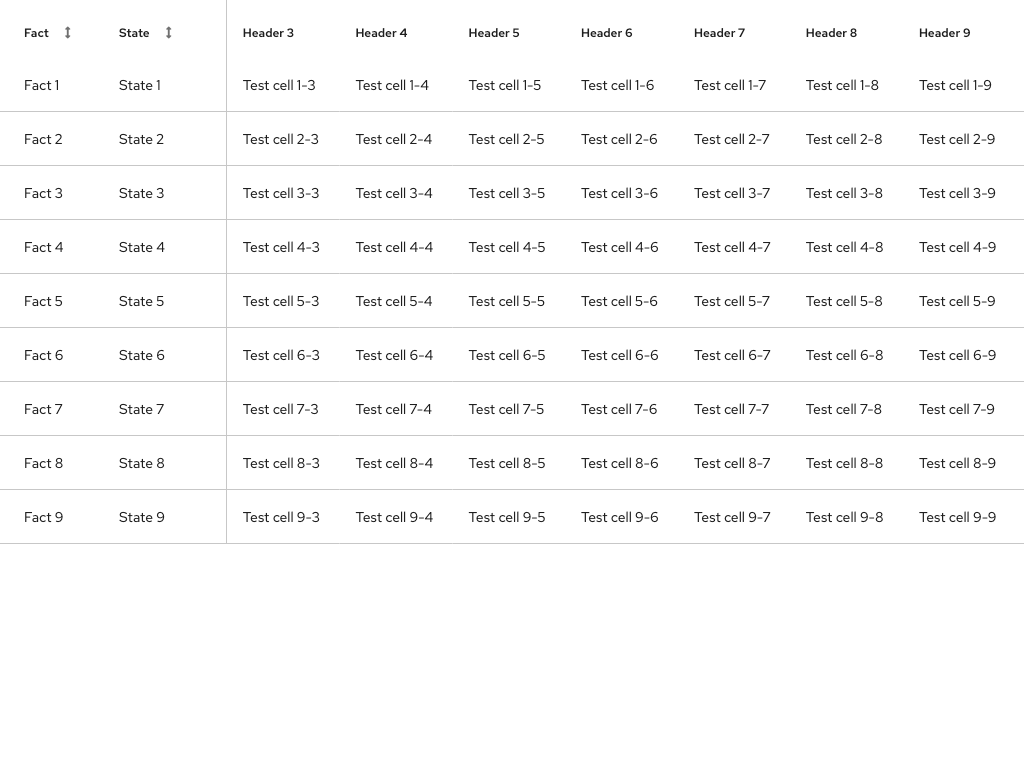 Fact State Header 3 Header 4 Header 5 Header 6 Header 7 Header 8 Header 9
Fact 1 State 1 Test cell 1-3 Test cell 1-4 Test cell 1-5 Test cell 1-6 Test cell 1-7 Test cell 1-8 Test cell 1-9
Fact 2 State 2 Test cell 2-3 Test cell 2-4 Test cell 2-5 Test cell 2-6 Test cell 2-7 Test cell 2-8 Test cell 2-9
Fact 3 State 3 Test cell 3-3 Test cell 3-4 Test cell 3-5 Test cell 3-6 Test cell 3-7 Test cell 3-8 Test cell 3-9
Fact 4 State 4 Test cell 4-3 Test cell 4-4 Test cell 4-5 Test cell 4-6 Test cell 4-7 Test cell 4-8 Test cell 4-9
Fact 5 State 5 Test cell 5-3 Test cell 5-4 Test cell 5-5 Test cell 5-6 Test cell 5-7 Test cell 5-8 Test cell 5-9
Fact 6 State 6 Test cell 6-3 Test cell 6-4 Test cell 6-5 Test cell 6-6 Test cell 6-7 Test cell 6-8 Test cell 6-9
Fact 7 State 7 Test cell 7-3 Test cell 7-4 Test cell 7-5 Test cell 7-6 Test cell 7-7 Test cell 7-8 Test cell 7-9
Fact 8 State 8 Test cell 8-3 Test cell 8-4 Test cell 8-5 Test cell 8-6 Test cell 8-7 Test cell 8-8 Test cell 8-9
Fact 9 State 9 Test cell 9-3 Test cell 9-4 Test cell 9-5 Test cell 9-6 Test cell 9-7 Test cell 9-8 Test cell 9-9